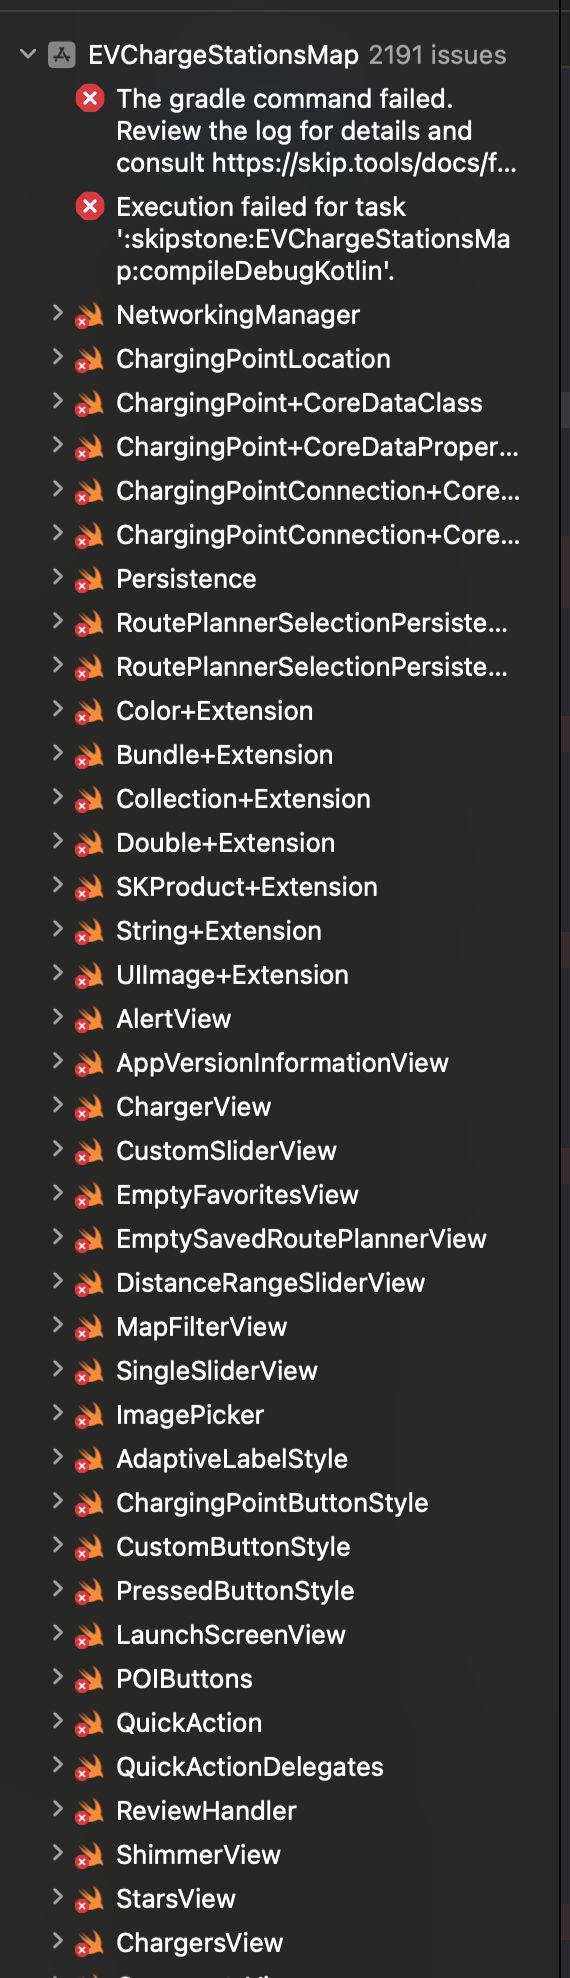 EVChargeStationsMap 2191 issues
The gradle command failed.
Review the log for details and
consult https://skip.tools/docs/f...
Execution failed for task
':skipstone:EVChargeStationsMa
p:compileDebugKotlin'.
NetworkingManager
ChargingPointLocation
ChargingPoint+CoreDataClass
ChargingPoint+CoreDataProper...
ChargingPointConnection+Core...
ChargingPointConnection+Core...
Persistence
RoutePlannerSelectionPersiste...
RoutePlannerSelectionPersiste...
Color+Extension
Bundle+Extension
Collection+Extension
Double+Extension
SKProduct+Extension
String+Extension
UIImage+Extension
AlertView
AppVersionInformationView
ChargerView
CustomSliderView
EmptyFavoritesView
EmptySavedRoutePlannerView
DistanceRangeSliderView
MapFilterView
SingleSliderView
ImagePicker
AdaptiveLabelStyle
ChargingPointButtonStyle
CustomButtonStyle
PressedButtonStyle
LaunchScreenView
POIButtons
QuickAction
QuickActionDelegates
ReviewHandler
ShimmerView
StarsView
ChargersView